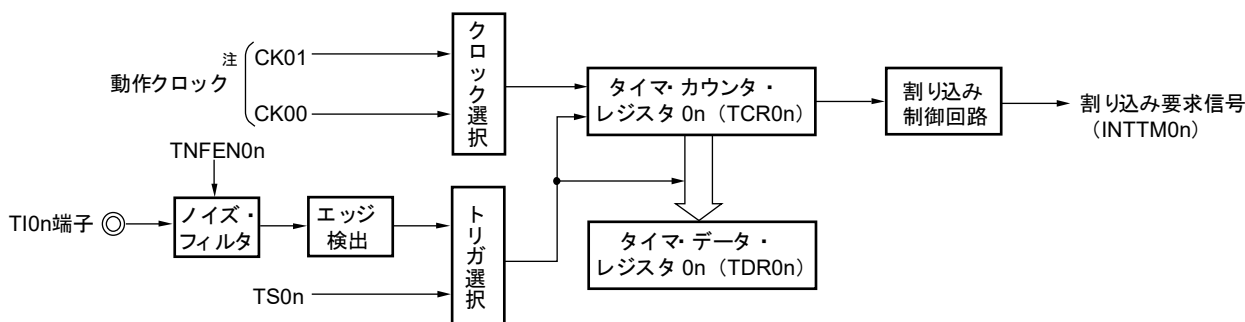 動作クロック
注
CK01
CK00
クロック選択
タイマ・カウンタ・
レジスタ 0n(TCR0n)
割り込み
制御回路
割り込み要求信号
(INTTM0n)
TNFEN0n
TI0n端子
ノイズ・
フィルタ
エッジ
検出
トリガ選択
TS0n
タイマ・データ・
レジスタ 0n(TDR0n)